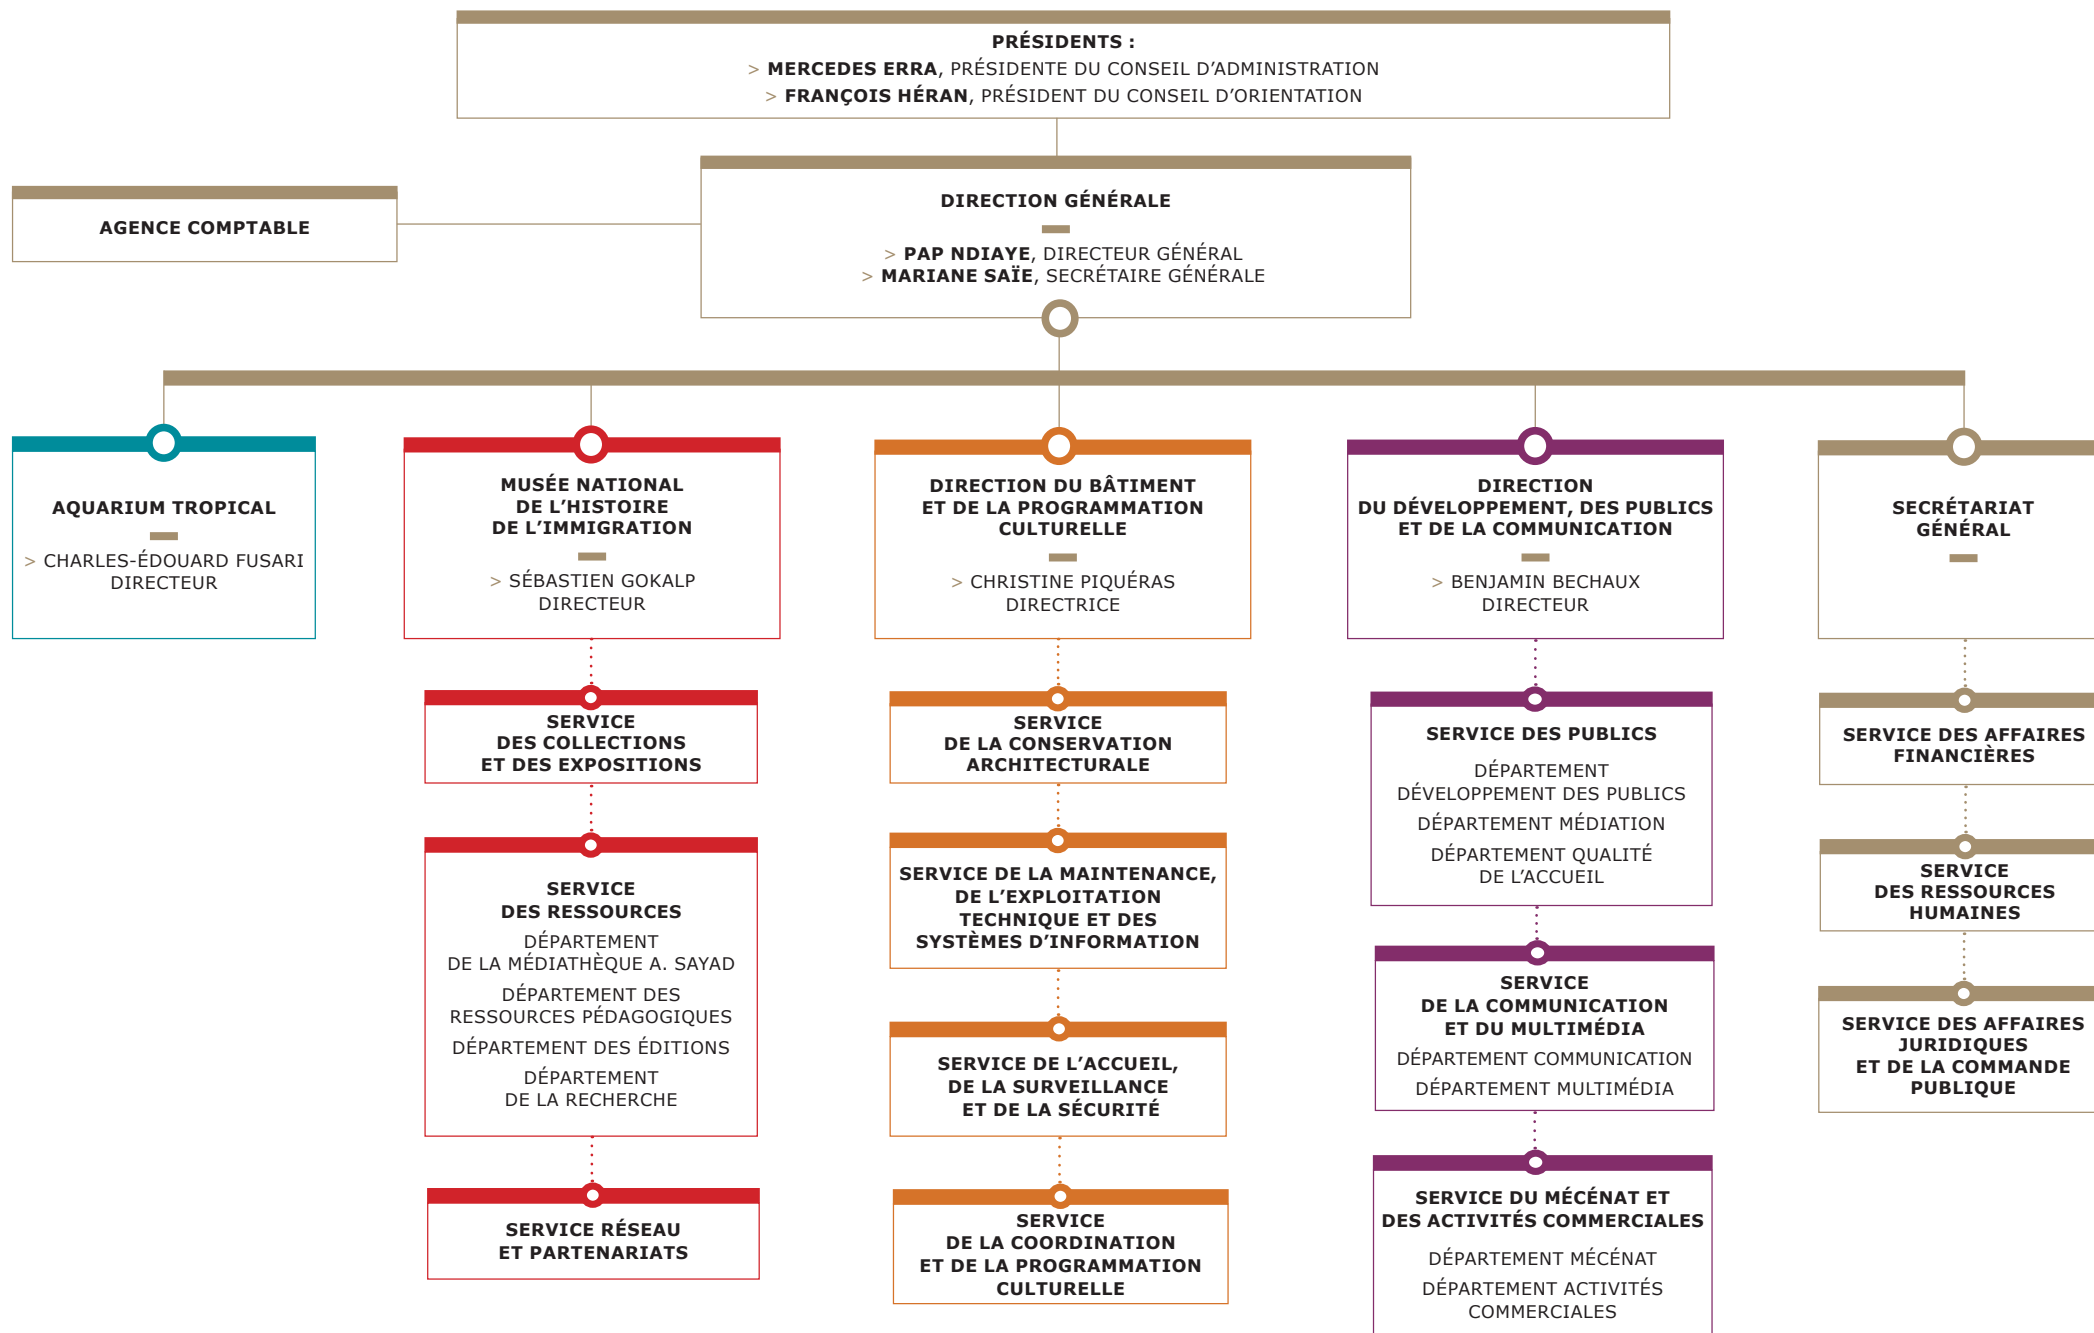 PRÉSIDENTS :
> MERCEDES ERRA, PRÉSIDENTE DU CONSEIL D'ADMINISTRATION
> FRANÇOIS HÉRAN, PRÉSIDENT DU CONSEIL D'ORIENTATION
AGENCE COMPTABLE
DIRECTION GÉNÉRALE
> PAP NDIAYE, DIRECTEUR GÉNÉRAL
> MARIANE SAÏE, SECRÉTAIRE GÉNÉRALE
AQUARIUM TROPICAL
> CHARLES-ÉDOUARD FUSARI
DIRECTEUR
MUSÉE NATIONAL
DE L'HISTOIRE
DE L'IMMIGRATION
> SÉBASTIEN GOKALP
DIRECTEUR
SERVICE
DES COLLECTIONS
ET DES EXPOSITIONS
SERVICE
DES RESSOURCES
DÉPARTEMENT
DE LA MÉDIATHÈQUE A. SAYAD
DÉPARTEMENT DES
RESSOURCES PÉDAGOGIQUES
DÉPARTEMENT DES ÉDITIONS
DÉPARTEMENT
DE LA RECHERCHE
SERVICE RÉSEAU
ET PARTENARIATS
DIRECTION DU BÂTIMENT
ET DE LA PROGRAMMATION
CULTURELLE
> CHRISTINE PIQUÉRAS
DIRECTRICE
SERVICE
DE LA CONSERVATION
ARCHITECTURALE
SERVICE DE LA MAINTENANCE,
DE L'EXPLOITATION
TECHNIQUE ET DES
SYSTÈMES D'INFORMATION
SERVICE DE L'ACCUEIL,
DE LA SURVEILLANCE
ET DE LA SÉCURITÉ
SERVICE
DE LA COORDINATION
ET DE LA PROGRAMMATION
CULTURELLE
DIRECTION
DU DÉVELOPPEMENT, DES PUBLICS
ET DE LA COMMUNICATION
> BENJAMIN BECHAUX
DIRECTEUR
SERVICE DES PUBLICS
DÉPARTEMENT
DÉVELOPPEMENT DES PUBLICS
DÉPARTEMENT MÉDIATION
DÉPARTEMENT QUALITÉ
DE L'ACCUEIL
SERVICE
DE LA COMMUNICATION
ET DU MULTIMÉDIA
DÉPARTEMENT COMMUNICATION
DÉPARTEMENT MULTIMÉDIA
SERVICE DU MÉCÉNAT ET
DES ACTIVITÉS COMMERCIALES
DÉPARTEMENT MÉCÉNAT
DÉPARTEMENT ACTIVITÉS
COMMERCIALES
SECRÉTARIAT
GÉNÉRAL
SERVICE DES AFFAIRES
FINANCIÈRES
SERVICE
DES RESSOURCES
HUMAINES
SERVICE DES AFFAIRES
JURIDIQUES
ET DE LA COMMANDE
PUBLIQUE